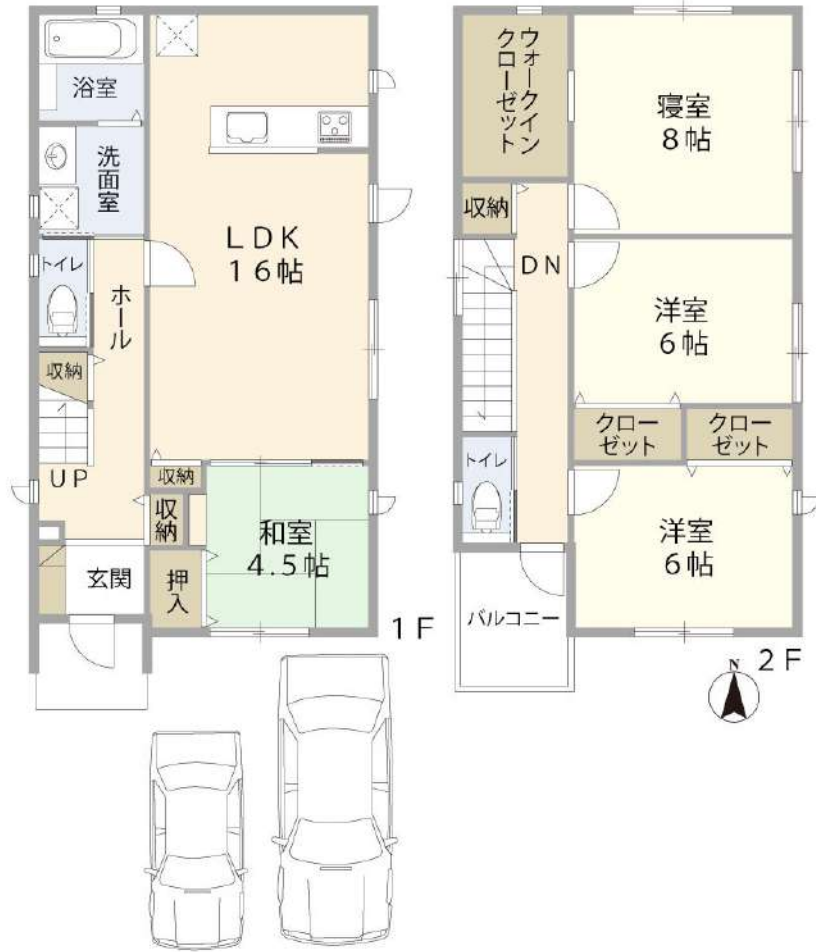 浴室
洗面室
トイレ
ホール
収納
UP
玄関
LDK
16帖
収納
収納
押入
和室
4.5帖
1F
ウォークイン
クローゼット
収納
DN
寝室
8帖
洋室
6帖
クロー
ゼット
クロー
ゼット
トイレ
洋室
6帖
バルコニー
2F
N